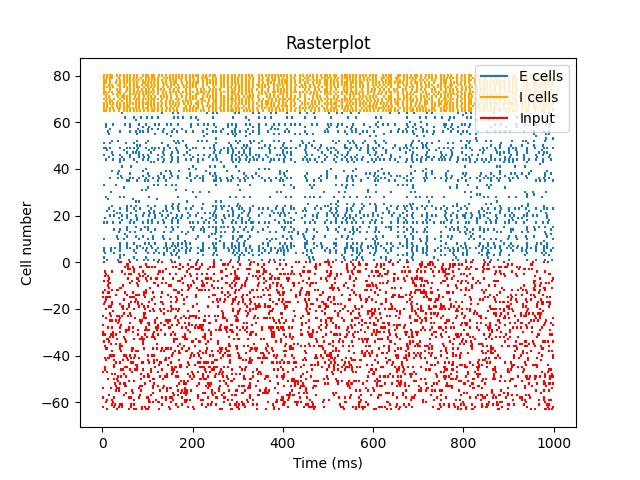 Rasterplot
E cells
I cells
Input
80
60
40
20
0
−20
−40
−60
Cell number
0 200 400 600 800 1000
Time (ms)